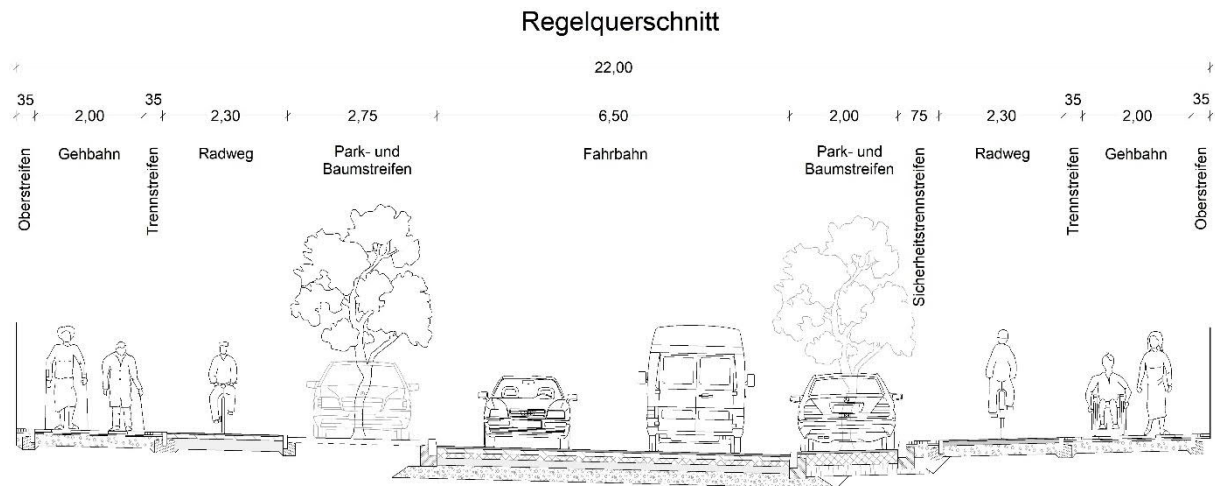 Regelquerschnitt
22,00
35 2,00 35 2,30 2,75 6,50 2,00 75 2,30 35 2,00 35
Oberstreifen
Gehbahn
Trennstreifen
Radweg
Park- und
Baumstreifen
Fahrbahn
Park- und
Baumstreifen
Sicherheitstrennstreifen
Radweg
Trennstreifen
Gehbahn
Oberstreifen